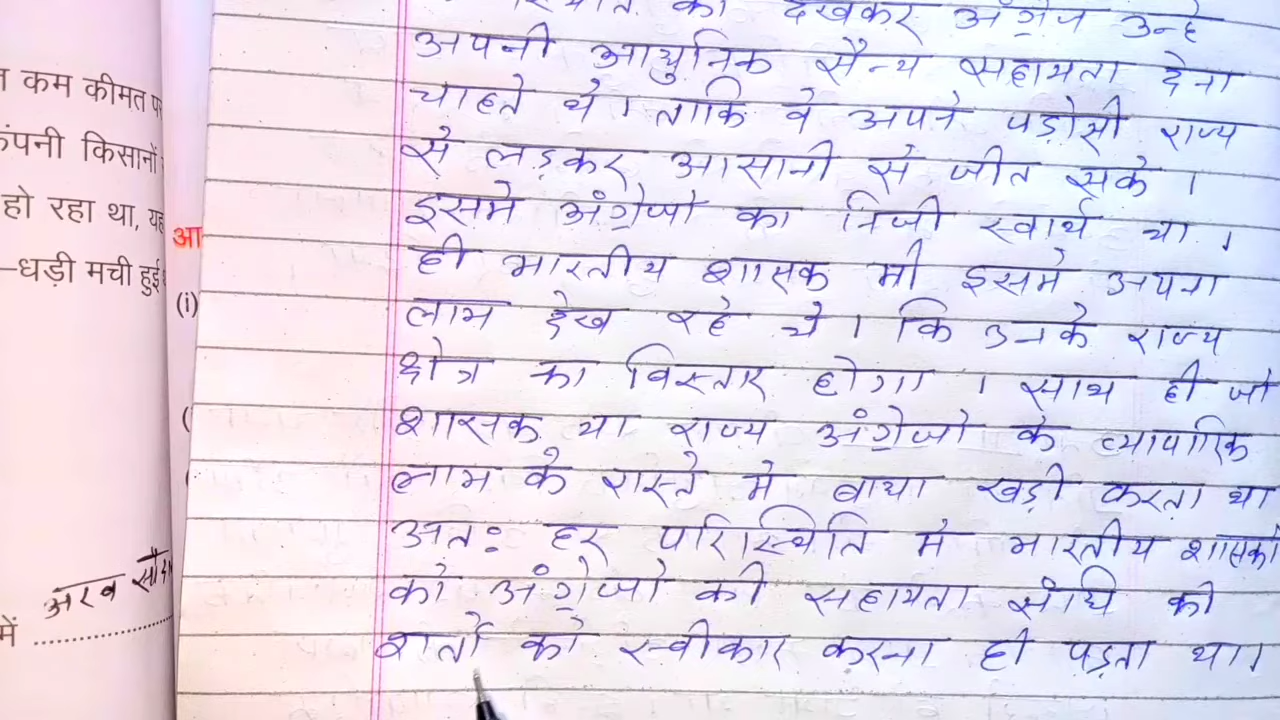 को देखकर अंग्रेज उन्हे
अपनी आधुनिक सैन्य सहायता देना
चाहते थे। ताकि वे अपने पड़ोसी राज्य
से लड़कर आसानी से जीत सके ।
इसमे अंग्रेजो का निजी स्वार्थ था ।
ही भारतीय शासक भी इसमे अपना
लाभ देख रहे थे । कि उनके राज्य
क्षेत्र का विस्तार होगा । साथ ही जो
शासक या राज्य अंग्रेजो के व्यापारिक
लाभ के रास्ते मे बाधा खड़ी करता था
अतः हर परिस्थिति मे भारतीय शासको
को अंग्रेजो की सहायता संधि की
शर्तो को स्वीकार करना ही पड़ता था।
कम कीमत
कंपनी किसानों
हो रहा था, यह
–धड़ी मची हुई
आ
(i)
अरब
में ....................